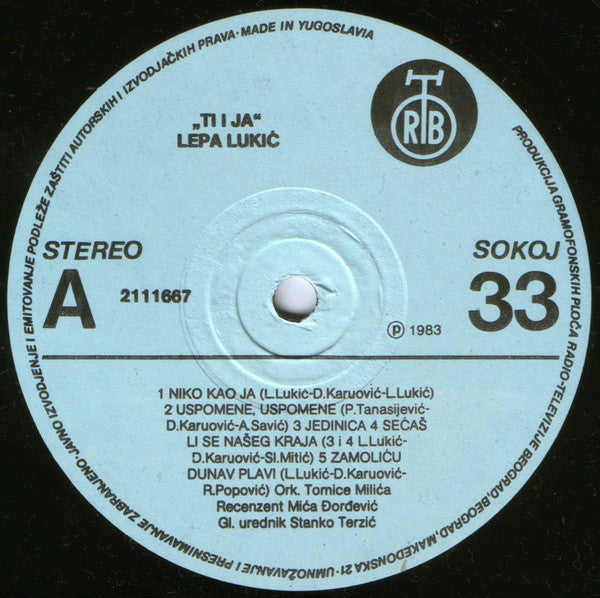 „TI I JA“
LEPA LUKIĆ
RTB
STEREO
SOKOJ
A
2111667
33
℗ 1983
1 NIKO KAO JA (L.Lukić-D.Karuović-L.Lukić)
2 USPOMENE, USPOMENE (P.Tanasijević-
D.Karuović-A.Savić) 3 JEDINICA 4 SEĆAŠ
LI SE NAŠEG KRAJA (3 i 4 L.Lukić-
D.Karuović-Sl.Mitić) 5 ZAMOLIĆU
DUNAV PLAVI (L.Lukić-D.Karuović-
R.Popović) Ork. Tomice Milića
Recenzent Mića Đorđević
Gl. urednik Stanko Terzić
PRODUKCIJA GRAMOFONSKIH PLOČA RADIO-TELEVIZIJE BEOGRAD, BEOGRAD, MAKEDONSKA 21 · UMNOŽAVANJE I PRESNIMAVANJE ZABRANJENO · JAVNO IZVODJENJE I EMITOVANJE PODLEŽE ZAŠTITI AUTORSKIH I IZVODJAČKIH PRAVA · MADE IN YUGOSLAVIA